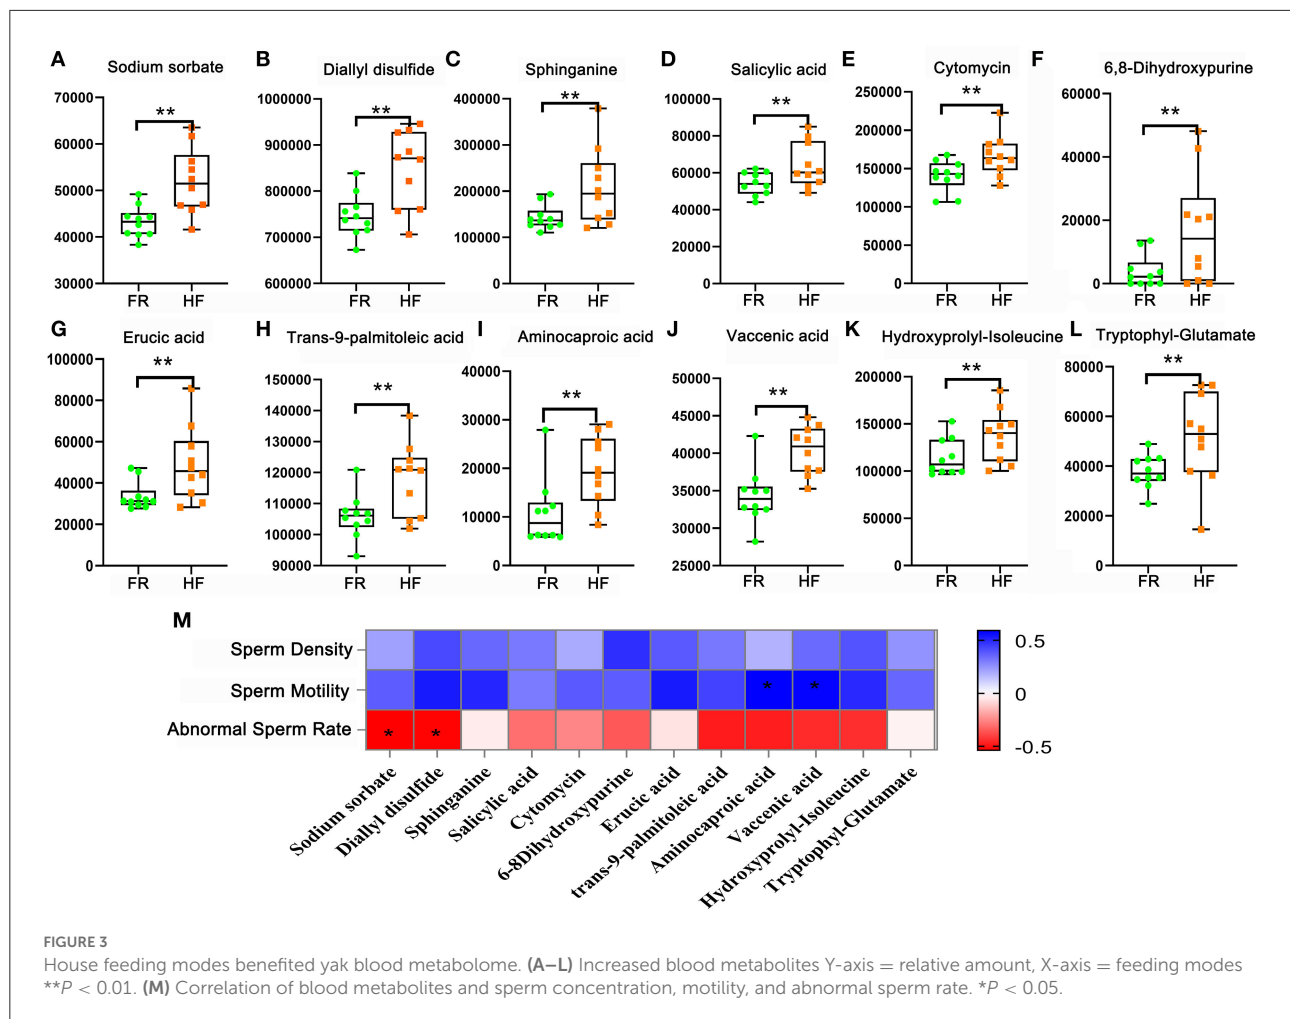 A Sodium sorbate
B Diallyl disulfide
C Sphinganine
D Salicylic acid
E Cytomycin
F 6,8-Dihydroxypurine
70000
60000
50000
40000
30000
**
FR HF
1000000
900000
800000
700000
600000
**
FR HF
400000
300000
200000
100000
0
**
FR HF
100000
80000
60000
40000
20000
0
**
FR HF
250000
200000
150000
100000
50000
0
**
FR HF
60000
40000
20000
0
**
FR HF
G Erucic acid
H Trans-9-palmitoleic acid
I Aminocaproic acid
J Vaccenic acid
K Hydroxyprolyl-Isoleucine
L Tryptophyl-Glutamate
100000
80000
60000
40000
20000
0
**
FR HF
150000
140000
130000
120000
110000
100000
90000
**
FR HF
40000
30000
20000
10000
0
**
FR HF
50000
45000
40000
35000
30000
25000
**
FR HF
200000
150000
100000
50000
0
**
FR HF
80000
60000
40000
20000
0
**
FR HF
M
Sperm Density
Sperm Motility
* *
Abnormal Sperm Rate
* *
0.5
0
-0.5
Sodium sorbate
Diallyl disulfide
Sphinganine
Salicylic acid
Cytomycin
6-8Dihydroxypurine
Erucic acid
trans-9-palmitoleic acid
Aminocaproic acid
Vaccenic acid
Hydroxyprolyl-Isoleucine
Tryptophyl-Glutamate
FIGURE 3
House feeding modes benefited yak blood metabolome. (A–L) Increased blood metabolites Y-axis = relative amount, X-axis = feeding modes
**P < 0.01. (M) Correlation of blood metabolites and sperm concentration, motility, and abnormal sperm rate. *P < 0.05.